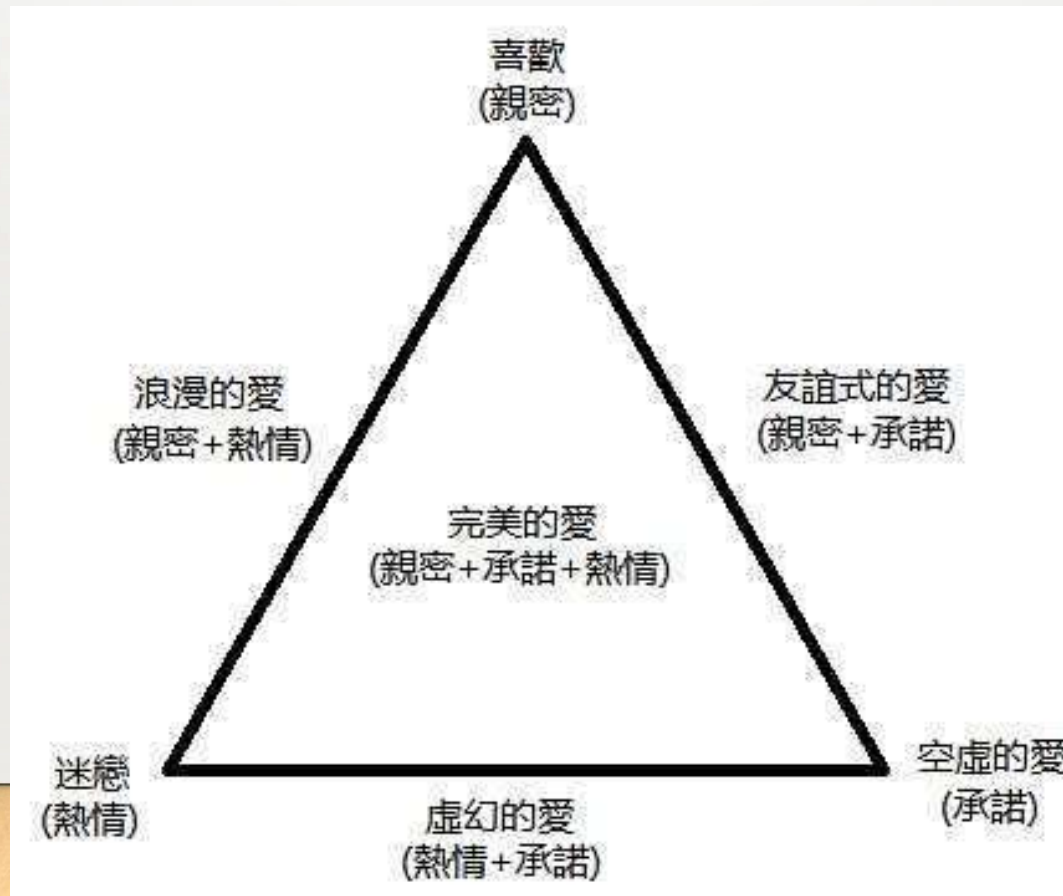 喜歡
(親密)
浪漫的愛
(親密+熱情)
友誼式的愛
(親密+承諾)
完美的愛
(親密+承諾+熱情)
迷戀
(熱情)
虛幻的愛
(熱情+承諾)
空虛的愛
(承諾)